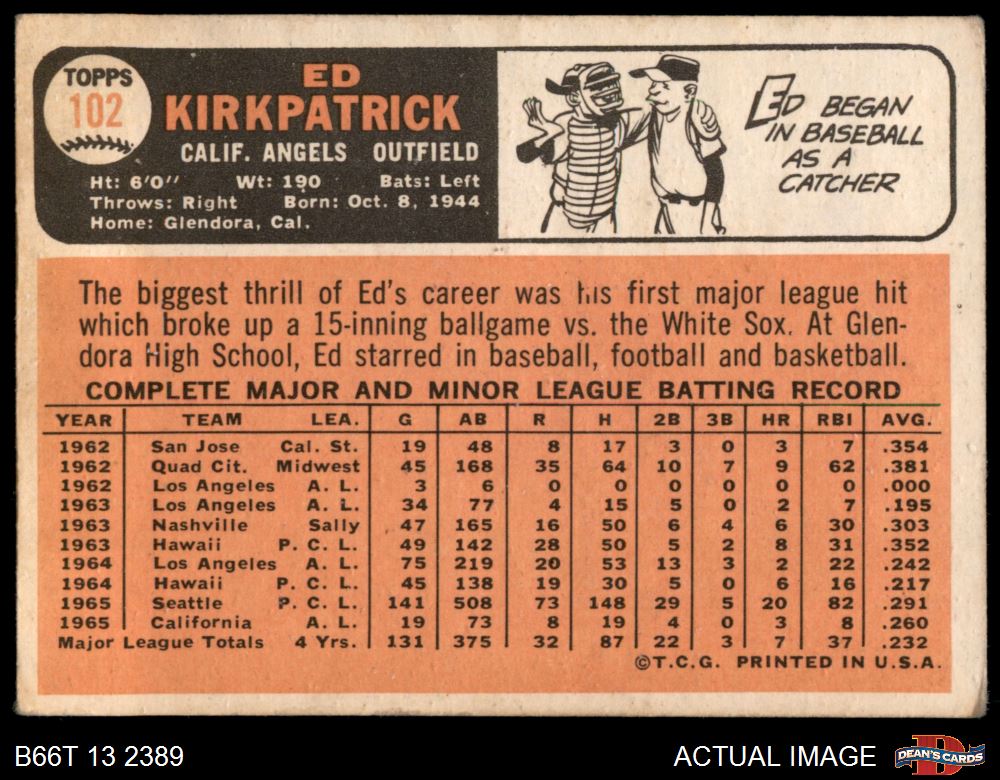 TOPPS
102
ED
KIRKPATRICK
CALIF. ANGELS OUTFIELD
Ht: 6'0" Wt: 190 Bats: Left
Throws: Right Born: Oct. 8, 1944
Home: Glendora, Cal.
ED BEGAN
IN BASEBALL
AS A
CATCHER
The biggest thrill of Ed's career was his first major league hit
which broke up a 15-inning ballgame vs. the White Sox. At Glen-
dora High School, Ed starred in baseball, football and basketball.
COMPLETE MAJOR AND MINOR LEAGUE BATTING RECORD
YEAR TEAM LEA. G AB R H 2B 3B HR RBI AVG.
1962 San Jose Cal. St. 19 48 8 17 3 0 3 7 .354
1962 Quad Cit. Midwest 45 168 35 64 10 7 9 62 .381
1962 Los Angeles A. L. 3 6 0 0 0 0 0 0 .000
1963 Los Angeles A. L. 34 77 4 15 5 0 2 7 .195
1963 Nashville Sally 47 165 16 50 6 4 6 30 .303
1963 Hawaii P. C. L. 49 142 28 50 5 2 8 31 .352
1964 Los Angeles A. L. 75 219 20 53 13 3 2 22 .242
1964 Hawaii P. C. L. 45 138 19 30 5 0 6 16 .217
1965 Seattle P. C. L. 141 508 73 148 29 5 20 82 .291
1965 California A. L. 19 73 8 19 4 0 3 8 .260
Major League Totals 4 Yrs. 131 375 32 87 22 3 7 37 .232
©T.C.G. PRINTED IN U.S.A.
B66T 13 2389
ACTUAL IMAGE
DEAN'S CARDS